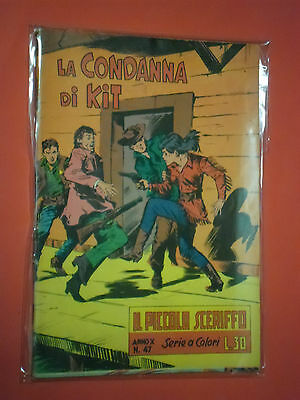 LA CONDANNA
DI KIT
IL PICCOLO SCERIFFO
ANNO X
N. 47
Serie a Colori
L.30